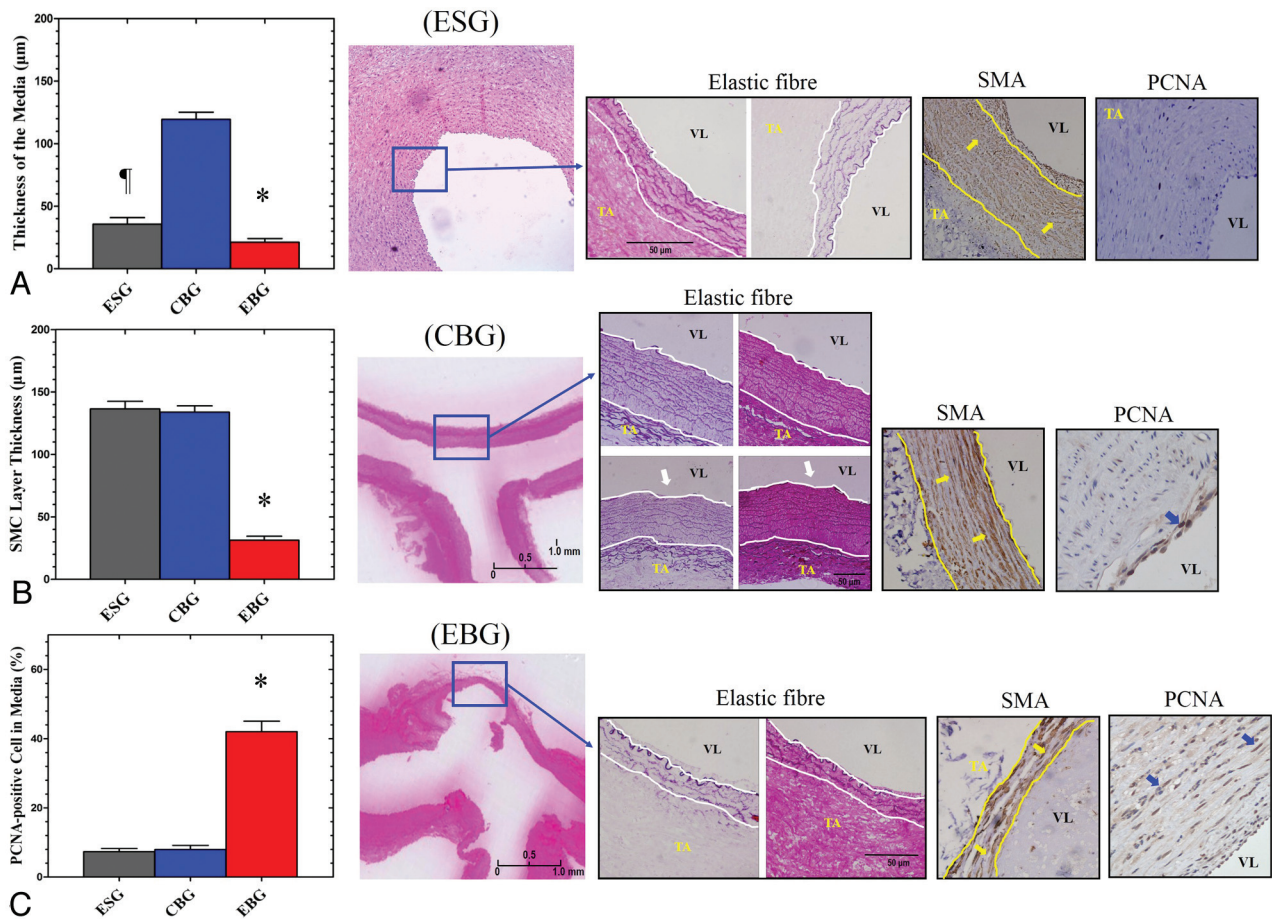 Thickness of the Media (µm)
200
150
100
50
0
¶
*
ESG
CBG
EBG
A
(ESG)
Elastic fibre
TA
VL
50 µm
TA
VL
SMA
TA
VL
PCNA
TA
VL
SMC Layer Thickness (µm)
200
150
100
50
0
*
ESG
CBG
EBG
B
(CBG)
0.5
1.0 mm
0
Elastic fibre
VL
TA
VL
TA
VL
TA
VL
TA
50 µm
SMA
VL
TA
PCNA
VL
PCNA-positive Cell in Media (%)
60
40
20
0
*
ESG
CBG
EBG
C
(EBG)
0.5
0
1.0 mm
Elastic fibre
VL
TA
VL
TA
50 µm
SMA
TA
VL
PCNA
VL